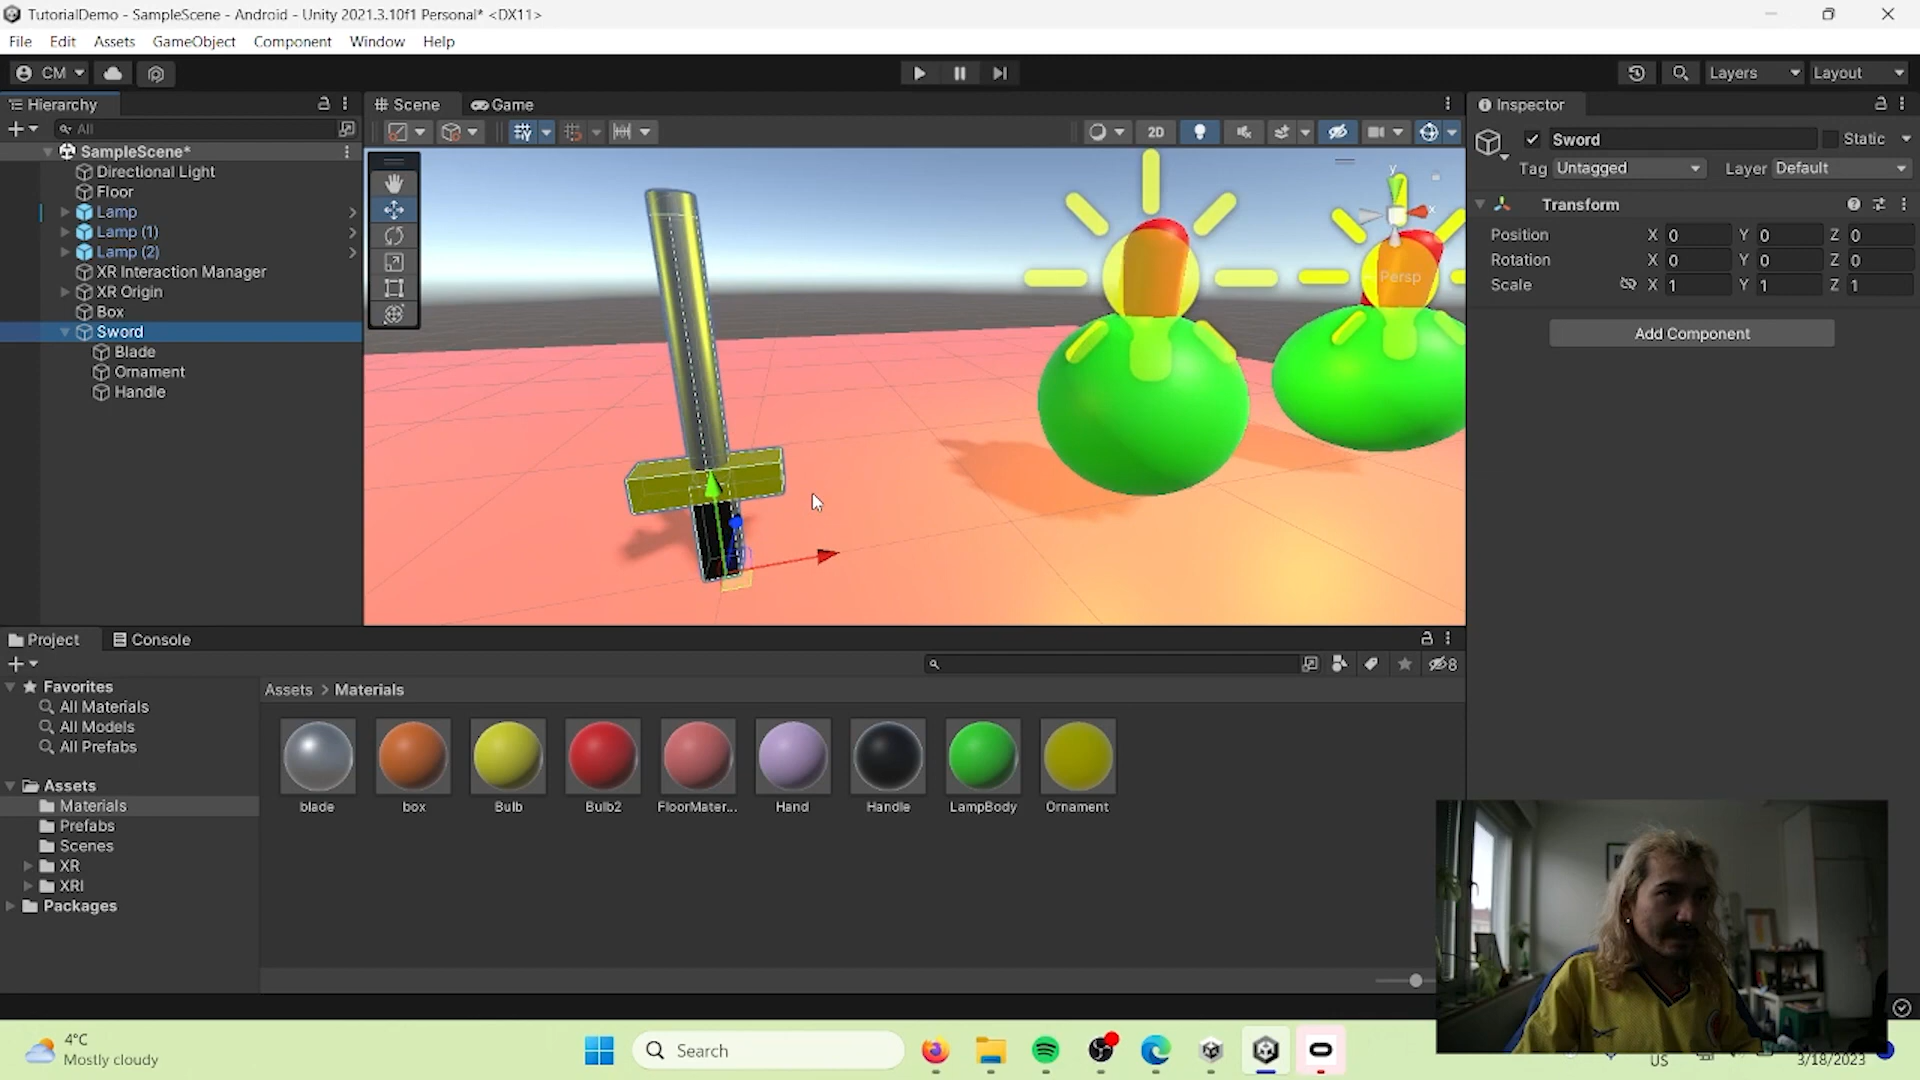 TutorialDemo - SampleScene - Android - Unity 2021.3.10f1 Personal* <DX11>
File Edit Assets GameObject Component Window Help
CM
Layers
Layout
Hierarchy
All
SampleScene*
Directional Light
Floor
Lamp
Lamp (1)
Lamp (2)
XR Interaction Manager
XR Origin
Box
Sword
Blade
Ornament
Handle
Scene Game
2D
y
x
Persp
Inspector
Sword Static
Tag Untagged Layer Default
Transform
Position X 0 Y 0 Z 0
Rotation X 0 Y 0 Z 0
Scale X 1 Y 1 Z 1
Add Component
Project Console
8
Favorites
All Materials
All Models
All Prefabs
Assets
Materials
Prefabs
Scenes
XR
XRI
Packages
Assets > Materials
blade box Bulb Bulb2 FloorMater... Hand Handle LampBody Ornament
4°C
Mostly cloudy
Search
US
3/18/2023